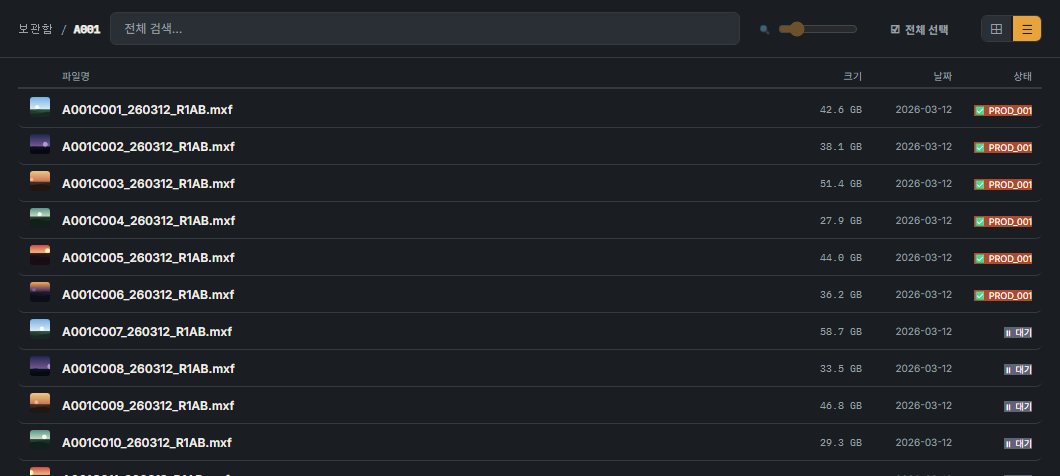 보관함 / A001 전체 검색... 전체 선택
파일명 크기 날짜 상태
A001C001_260312_R1AB.mxf 42.6 GB 2026-03-12 PROD_001
A001C002_260312_R1AB.mxf 38.1 GB 2026-03-12 PROD_001
A001C003_260312_R1AB.mxf 51.4 GB 2026-03-12 PROD_001
A001C004_260312_R1AB.mxf 27.9 GB 2026-03-12 PROD_001
A001C005_260312_R1AB.mxf 44.0 GB 2026-03-12 PROD_001
A001C006_260312_R1AB.mxf 36.2 GB 2026-03-12 PROD_001
A001C007_260312_R1AB.mxf 58.7 GB 2026-03-12 대기
A001C008_260312_R1AB.mxf 33.5 GB 2026-03-12 대기
A001C009_260312_R1AB.mxf 46.8 GB 2026-03-12 대기
A001C010_260312_R1AB.mxf 29.3 GB 2026-03-12 대기